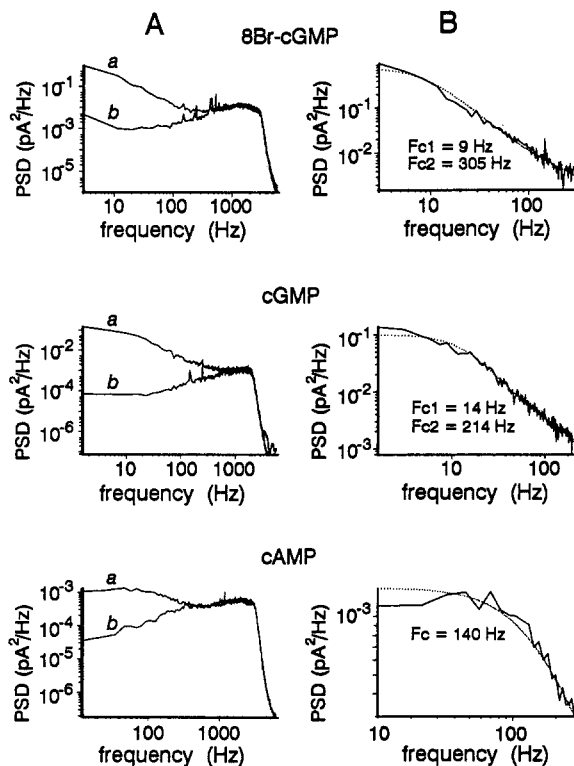 A
B
8Br-cGMP
a
b
PSD (pA²/Hz)
10⁻¹
10⁻³
10⁻⁵
10
100
1000
frequency (Hz)
PSD (pA²/Hz)
10⁻¹
10⁻²
Fc1 = 9 Hz
Fc2 = 305 Hz
10
100
frequency (Hz)
cGMP
a
b
PSD (pA²/Hz)
10⁻²
10⁻⁴
10⁻⁶
10
100
1000
frequency (Hz)
PSD (pA²/Hz)
10⁻¹
10⁻²
10⁻³
Fc1 = 14 Hz
Fc2 = 214 Hz
10
100
frequency (Hz)
cAMP
a
b
PSD (pA²/Hz)
10⁻³
10⁻⁴
10⁻⁵
10⁻⁶
100
1000
frequency (Hz)
PSD (pA²/Hz)
10⁻³
Fc = 140 Hz
10
100
frequency (Hz)